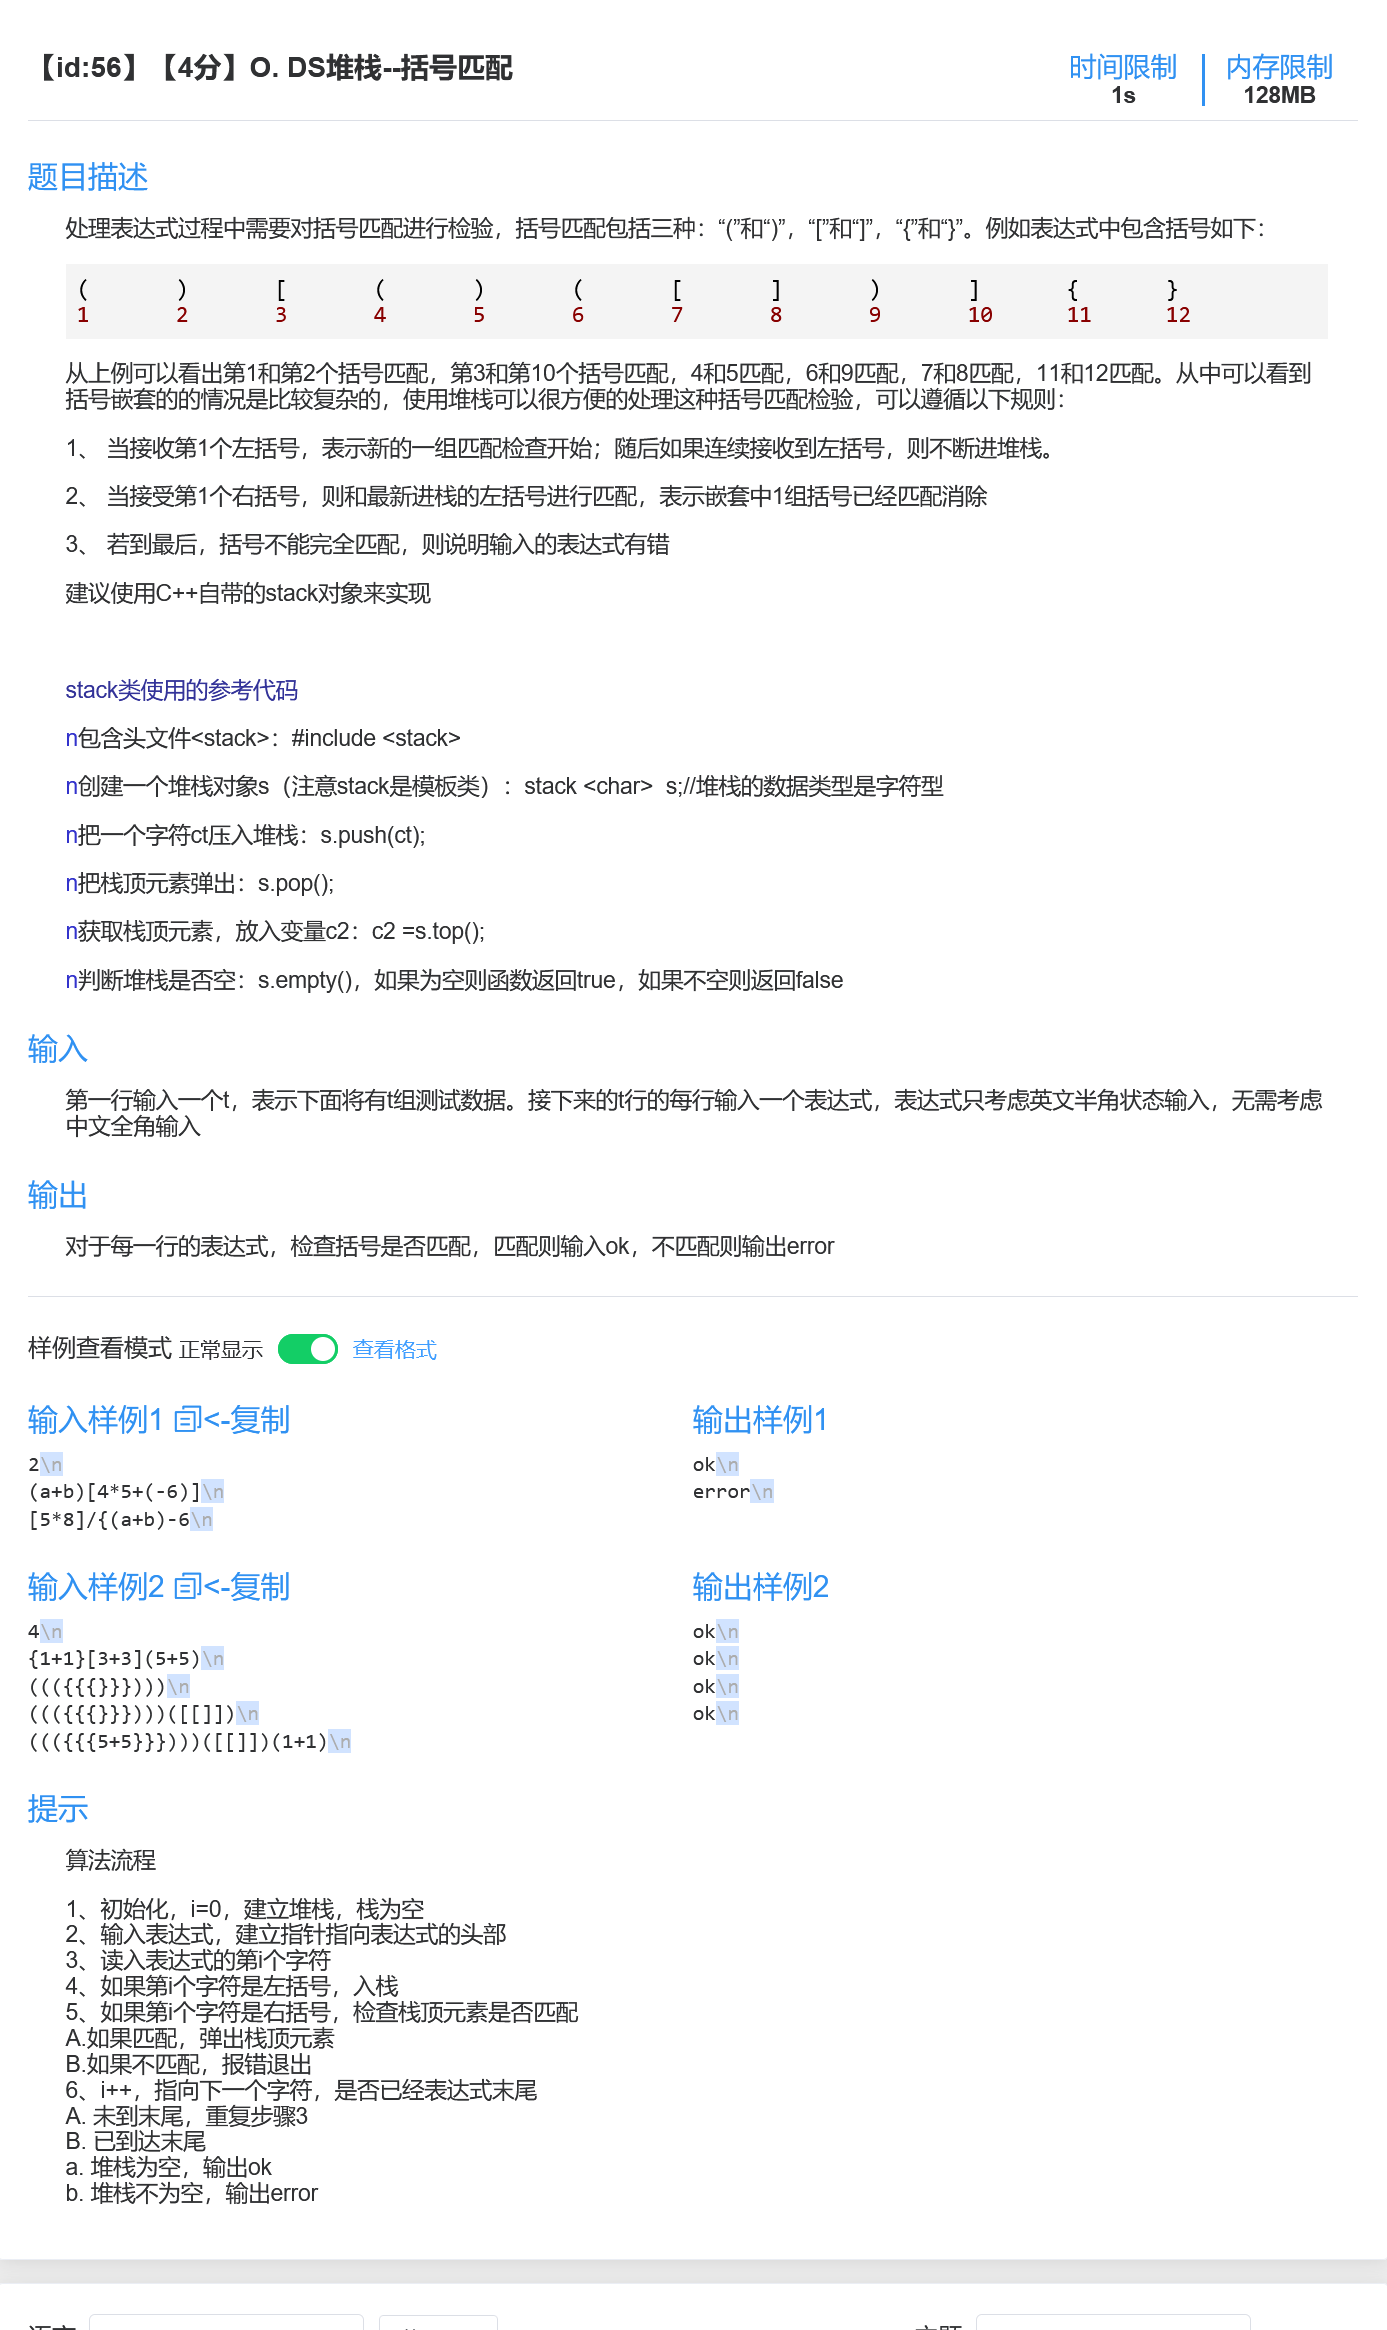 【id:56】【4分】O. DS堆栈--括号匹配
时间限制
1s
内存限制
128MB
题目描述
处理表达式过程中需要对括号匹配进行检验，括号匹配包括三种：“(”和“)”，“[”和“]”，“{”和“}”。例如表达式中包含括号如下：
( ) [ ( ) ( [ ] ) ] { }
1 2 3 4 5 6 7 8 9 10 11 12
从上例可以看出第1和第2个括号匹配，第3和第10个括号匹配，4和5匹配，6和9匹配，7和8匹配，11和12匹配。从中可以看到
括号嵌套的的情况是比较复杂的，使用堆栈可以很方便的处理这种括号匹配检验，可以遵循以下规则：
1、 当接收第1个左括号，表示新的一组匹配检查开始；随后如果连续接收到左括号，则不断进堆栈。
2、 当接受第1个右括号，则和最新进栈的左括号进行匹配，表示嵌套中1组括号已经匹配消除
3、 若到最后，括号不能完全匹配，则说明输入的表达式有错
建议使用C++自带的stack对象来实现
stack类使用的参考代码
n包含头文件<stack>：#include <stack>
n创建一个堆栈对象s（注意stack是模板类）：stack <char>  s;//堆栈的数据类型是字符型
n把一个字符ct压入堆栈：s.push(ct);
n把栈顶元素弹出：s.pop();
n获取栈顶元素，放入变量c2：c2 =s.top();
n判断堆栈是否空：s.empty()，如果为空则函数返回true，如果不空则返回false
输入
第一行输入一个t，表示下面将有t组测试数据。接下来的t行的每行输入一个表达式，表达式只考虑英文半角状态输入，无需考虑
中文全角输入
输出
对于每一行的表达式，检查括号是否匹配，匹配则输入ok，不匹配则输出error
样例查看模式 正常显示 查看格式
输入样例1 <-复制
2\n
(a+b)[4*5+(-6)]\n
[5*8]/{(a+b)-6\n
输出样例1
ok\n
error\n
输入样例2 <-复制
4\n
{1+1}[3+3](5+5)\n
((({{{}}})))\n
((({{{}}})))([[]])\n
((({{{5+5}}})))([[]])(1+1)\n
输出样例2
ok\n
ok\n
ok\n
ok\n
提示
算法流程
1、初始化，i=0，建立堆栈，栈为空
2、输入表达式，建立指针指向表达式的头部
3、读入表达式的第i个字符
4、如果第i个字符是左括号，入栈
5、如果第i个字符是右括号，检查栈顶元素是否匹配
A.如果匹配，弹出栈顶元素
B.如果不匹配，报错退出
6、i++，指向下一个字符，是否已经表达式末尾
A. 未到末尾，重复步骤3
B. 已到达末尾
a. 堆栈为空，输出ok
b. 堆栈不为空，输出error